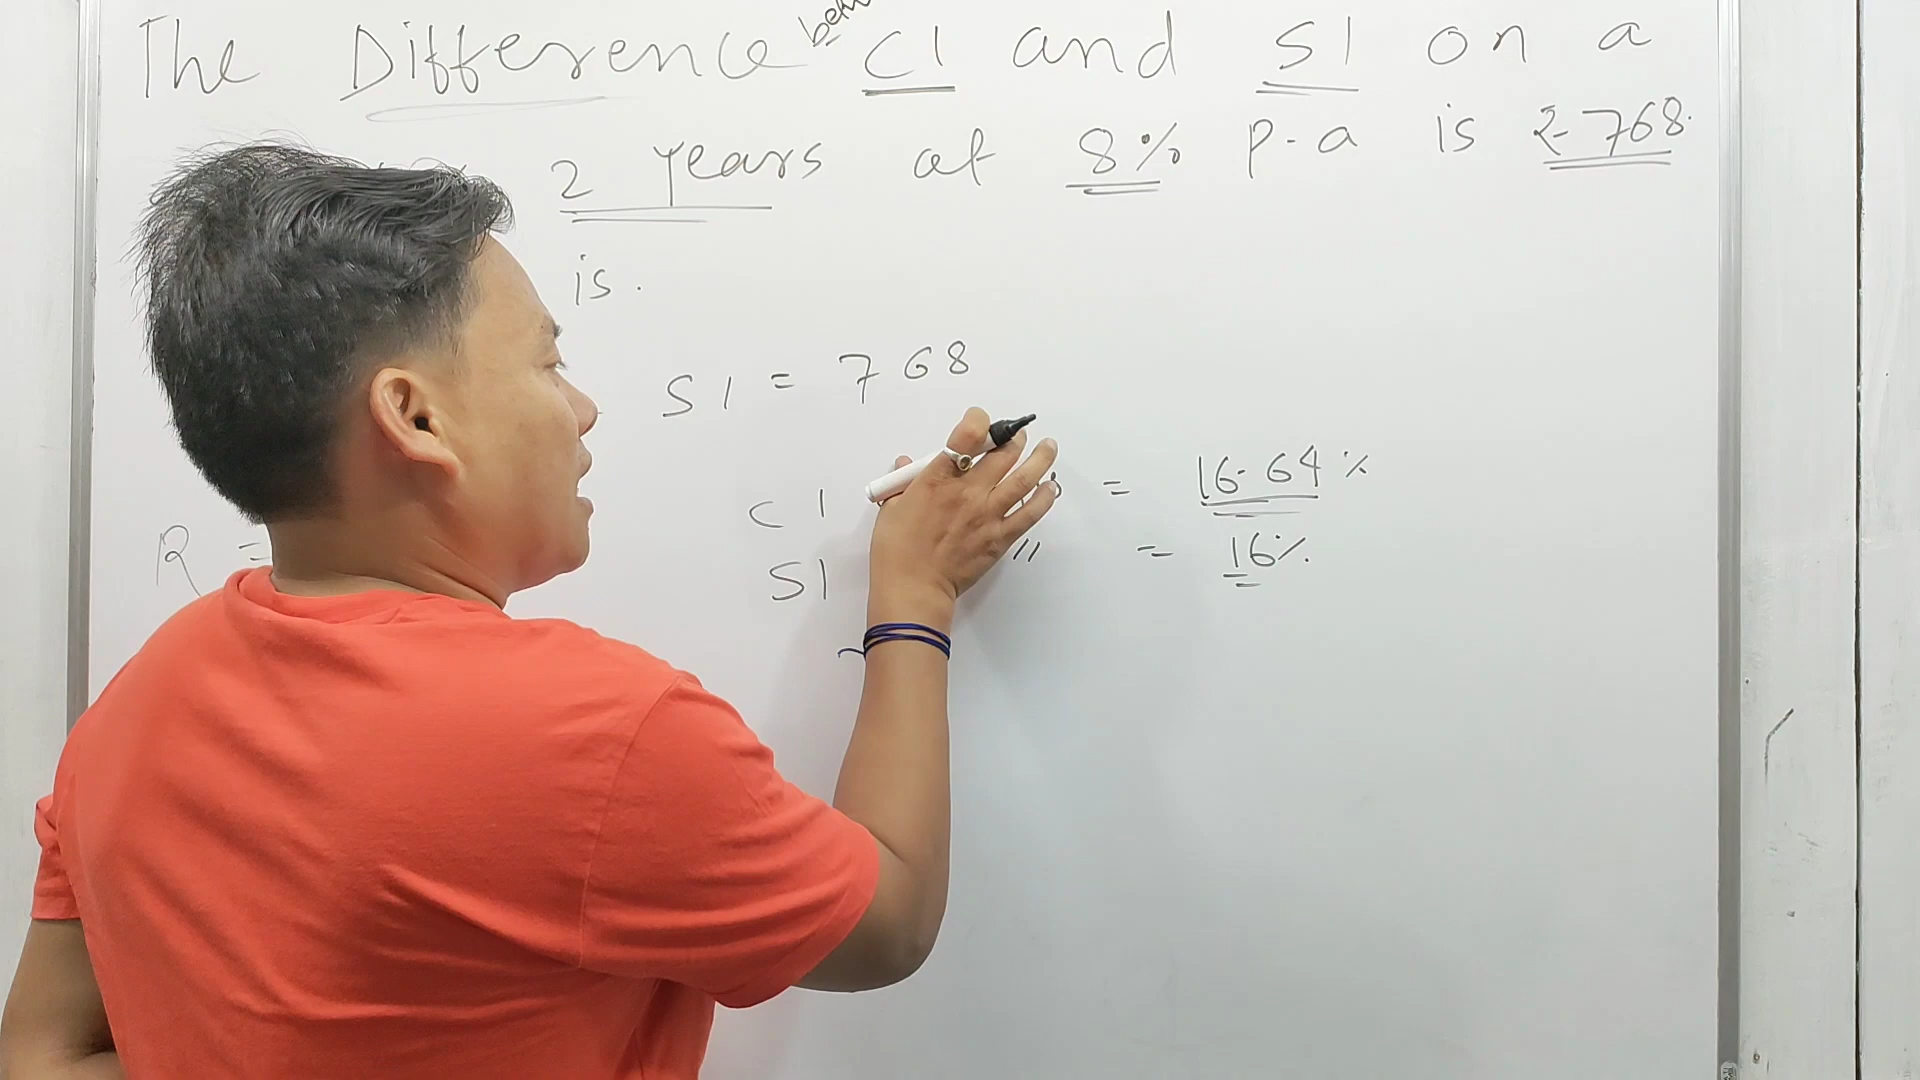 The Difference CI and SI on a
2 years at 8% p.a is ₹ 768.
is.
SI = 768
CI = 16.64%
R =
SI " = 16%